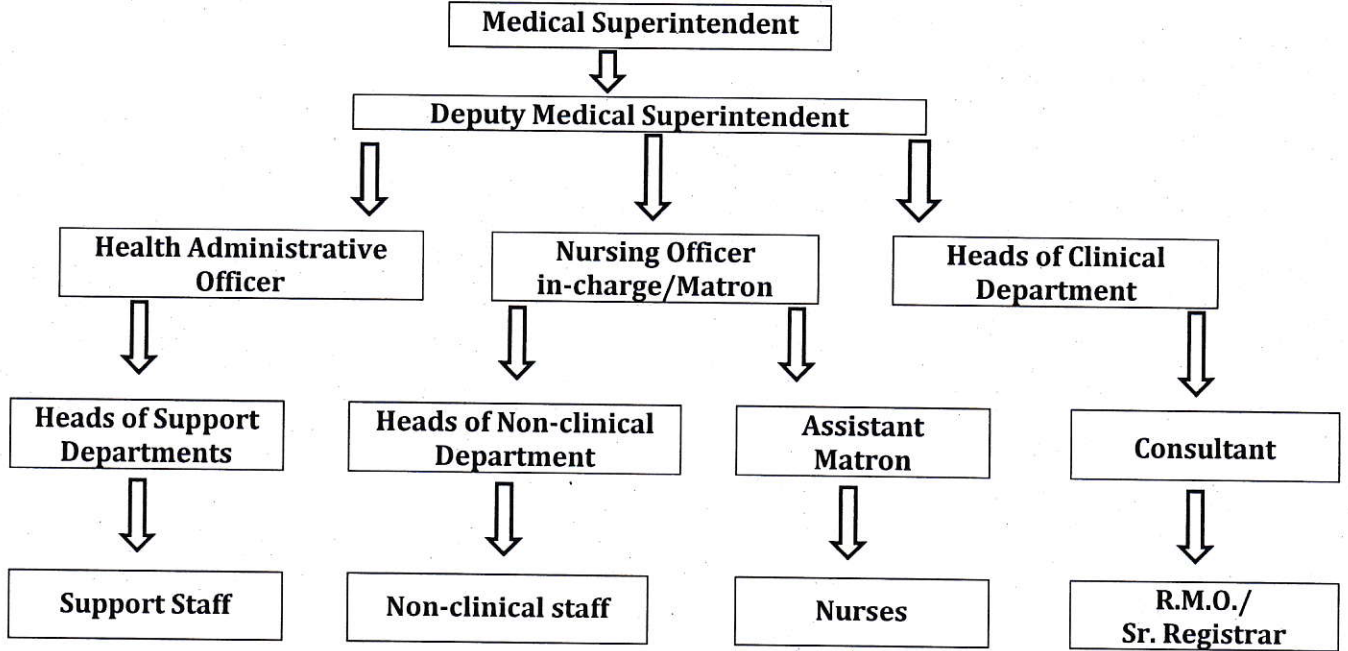 Medical Superintendent
Deputy Medical Superintendent
Health Administrative
Officer
Nursing Officer
in-charge/Matron
Heads of Clinical
Department
Heads of Support
Departments
Heads of Non-clinical
Department
Assistant
Matron
Consultant
Support Staff
Non-clinical staff
Nurses
R.M.O./
Sr. Registrar